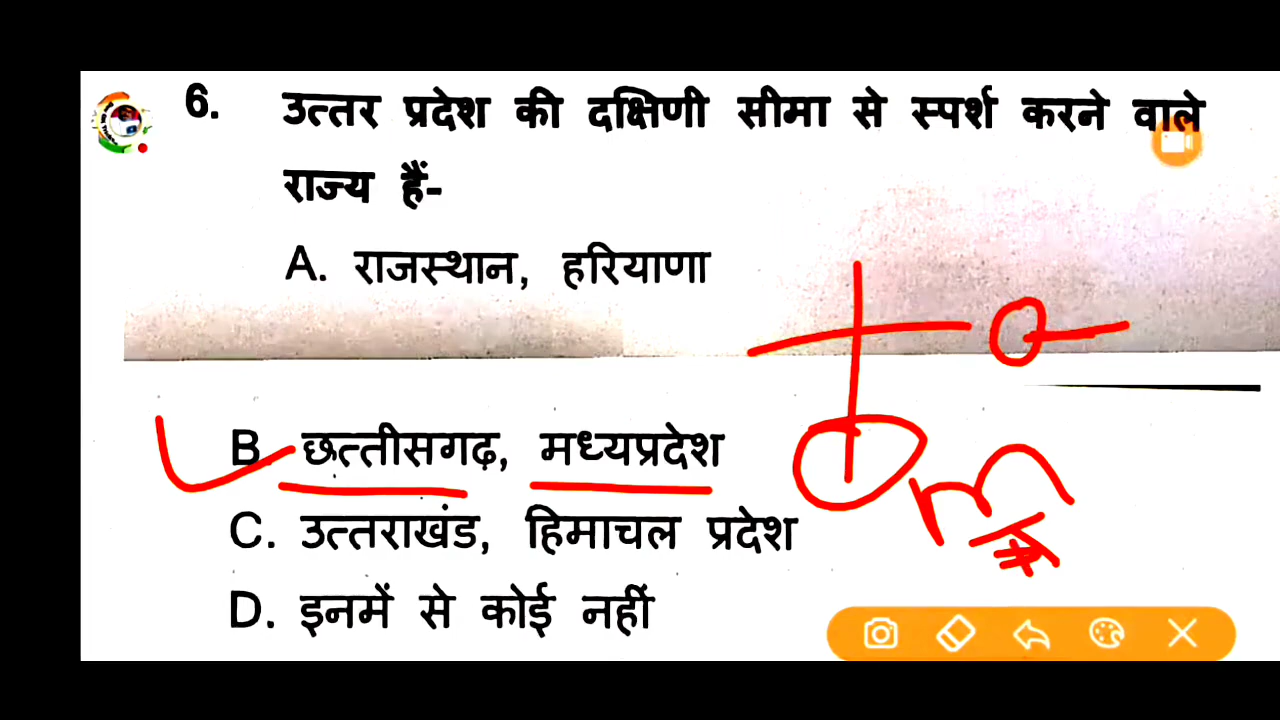 6. उत्तर प्रदेश की दक्षिणी सीमा से स्पर्श करने वाले
राज्य हैं-
A. राजस्थान, हरियाणा
B. छत्तीसगढ़, मध्यप्रदेश
C. उत्तराखंड, हिमाचल प्रदेश
D. इनमें से कोई नहीं